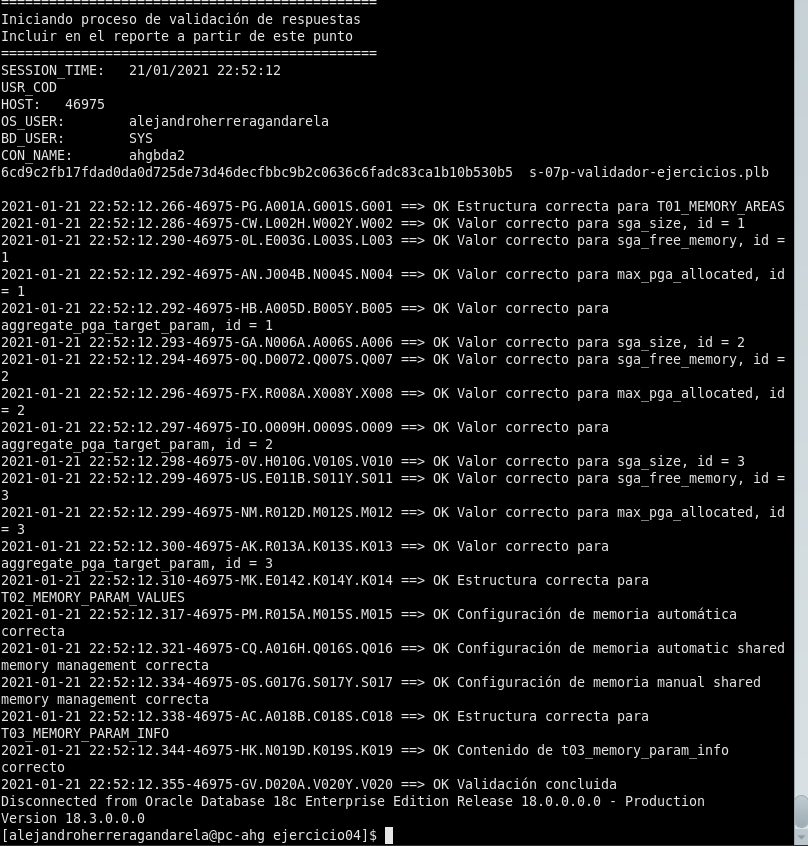 ===============================================
Iniciando proceso de validación de respuestas
Incluir en el reporte a partir de este punto
===============================================
SESSION_TIME:   21/01/2021 22:52:12
USR_COD
HOST:   46975
OS_USER:        alejandroherreragandarela
BD_USER:        SYS
CON_NAME:       ahgbda2
6cd9c2fb17fdad0da0d725de73d46decfbbc9b2c0636c6fadc83ca1b10b530b5  s-07p-validador-ejercicios.plb
2021-01-21 22:52:12.266-46975-PG.A001A.G001S.G001 ==> OK Estructura correcta para T01_MEMORY_AREAS
2021-01-21 22:52:12.286-46975-CW.L002H.W002Y.W002 ==> OK Valor correcto para sga_size, id = 1
2021-01-21 22:52:12.290-46975-0L.E003G.L003S.L003 ==> OK Valor correcto para sga_free_memory, id =
1
2021-01-21 22:52:12.292-46975-AN.J004B.N004S.N004 ==> OK Valor correcto para max_pga_allocated, id
= 1
2021-01-21 22:52:12.292-46975-HB.A005D.B005Y.B005 ==> OK Valor correcto para
aggregate_pga_target_param, id = 1
2021-01-21 22:52:12.293-46975-GA.N006A.A006S.A006 ==> OK Valor correcto para sga_size, id = 2
2021-01-21 22:52:12.294-46975-0Q.D0072.Q007S.Q007 ==> OK Valor correcto para sga_free_memory, id =
2
2021-01-21 22:52:12.296-46975-FX.R008A.X008Y.X008 ==> OK Valor correcto para max_pga_allocated, id
= 2
2021-01-21 22:52:12.297-46975-IO.O009H.O009S.O009 ==> OK Valor correcto para
aggregate_pga_target_param, id = 2
2021-01-21 22:52:12.298-46975-0V.H010G.V010S.V010 ==> OK Valor correcto para sga_size, id = 3
2021-01-21 22:52:12.299-46975-US.E011B.S011Y.S011 ==> OK Valor correcto para sga_free_memory, id =
3
2021-01-21 22:52:12.299-46975-NM.R012D.M012S.M012 ==> OK Valor correcto para max_pga_allocated, id
= 3
2021-01-21 22:52:12.300-46975-AK.R013A.K013S.K013 ==> OK Valor correcto para
aggregate_pga_target_param, id = 3
2021-01-21 22:52:12.310-46975-MK.E0142.K014Y.K014 ==> OK Estructura correcta para
T02_MEMORY_PARAM_VALUES
2021-01-21 22:52:12.317-46975-PM.R015A.M015S.M015 ==> OK Configuración de memoria automática
correcta
2021-01-21 22:52:12.321-46975-CQ.A016H.Q016S.Q016 ==> OK Configuración de memoria automatic shared
memory management correcta
2021-01-21 22:52:12.334-46975-0S.G017G.S017Y.S017 ==> OK Configuración de memoria manual shared
memory management correcta
2021-01-21 22:52:12.338-46975-AC.A018B.C018S.C018 ==> OK Estructura correcta para
T03_MEMORY_PARAM_INFO
2021-01-21 22:52:12.344-46975-HK.N019D.K019S.K019 ==> OK Contenido de t03_memory_param_info
correcto
2021-01-21 22:52:12.355-46975-GV.D020A.V020Y.V020 ==> OK Validación concluida
Disconnected from Oracle Database 18c Enterprise Edition Release 18.0.0.0.0 - Production
Version 18.3.0.0.0
[alejandroherreragandarela@pc-ahg ejercicio04]$